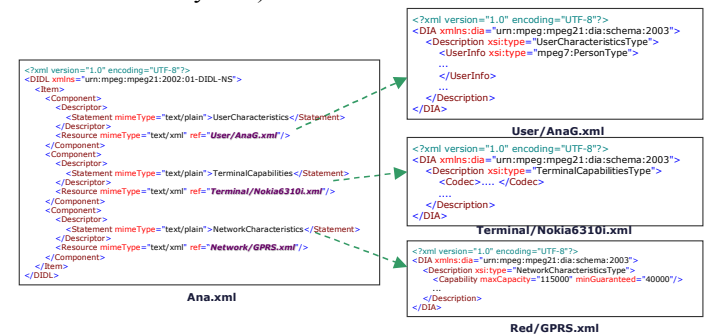 <?xml version="1.0" encoding="UTF-8"?>
<DIDL xmlns="urn:mpeg:mpeg21:2002:01-DIDL-NS">
<Item>
<Component>
<Descriptor>
<Statement mimeType="text/plain">UserCharacteristics</Statement>
</Descriptor>
<Resource mimeType="text/xml" ref="User/AnaG.xml"/>
</Component>
<Component>
<Descriptor>
<Statement mimeType="text/plain">TerminalCapabilities</Statement>
</Descriptor>
<Resource mimeType="text/xml" ref="Terminal/Nokia6310i.xml"/>
</Component>
<Component>
<Descriptor>
<Statement mimeType="text/plain">NetworkCharacteristics</Statement>
</Descriptor>
<Resource mimeType="text/xml" ref="Network/GPRS.xml"/>
</Component>
</Item>
</DIDL>
Ana.xml
<?xml version="1.0" encoding="UTF-8"?>
<DIA xmlns:dia="urn:mpeg:mpeg21:dia:schema:2003">
<Description xsi:type="UserCharacteristicsType">
<UserInfo xsi:type="mpeg7:PersonType">
...
</UserInfo>
...
</Description>
</DIA>
User/AnaG.xml
<?xml version="1.0" encoding="UTF-8"?>
<DIA xmlns:dia="urn:mpeg:mpeg21:dia:schema:2003">
<Description xsi:type="TerminalCapabilitiesType">
<Codec>.... </Codec>
....
</Description>
</DIA>
Terminal/Nokia6310i.xml
<?xml version="1.0" encoding="UTF-8"?>
<DIA xmlns:dia="urn:mpeg:mpeg21:dia:schema:2003">
<Description xsi:type="NetworkCharacteristicsType">
<Capability maxCapacity="115000" minGuaranteed="40000"/>
...
</Description>
</DIA>
Red/GPRS.xml